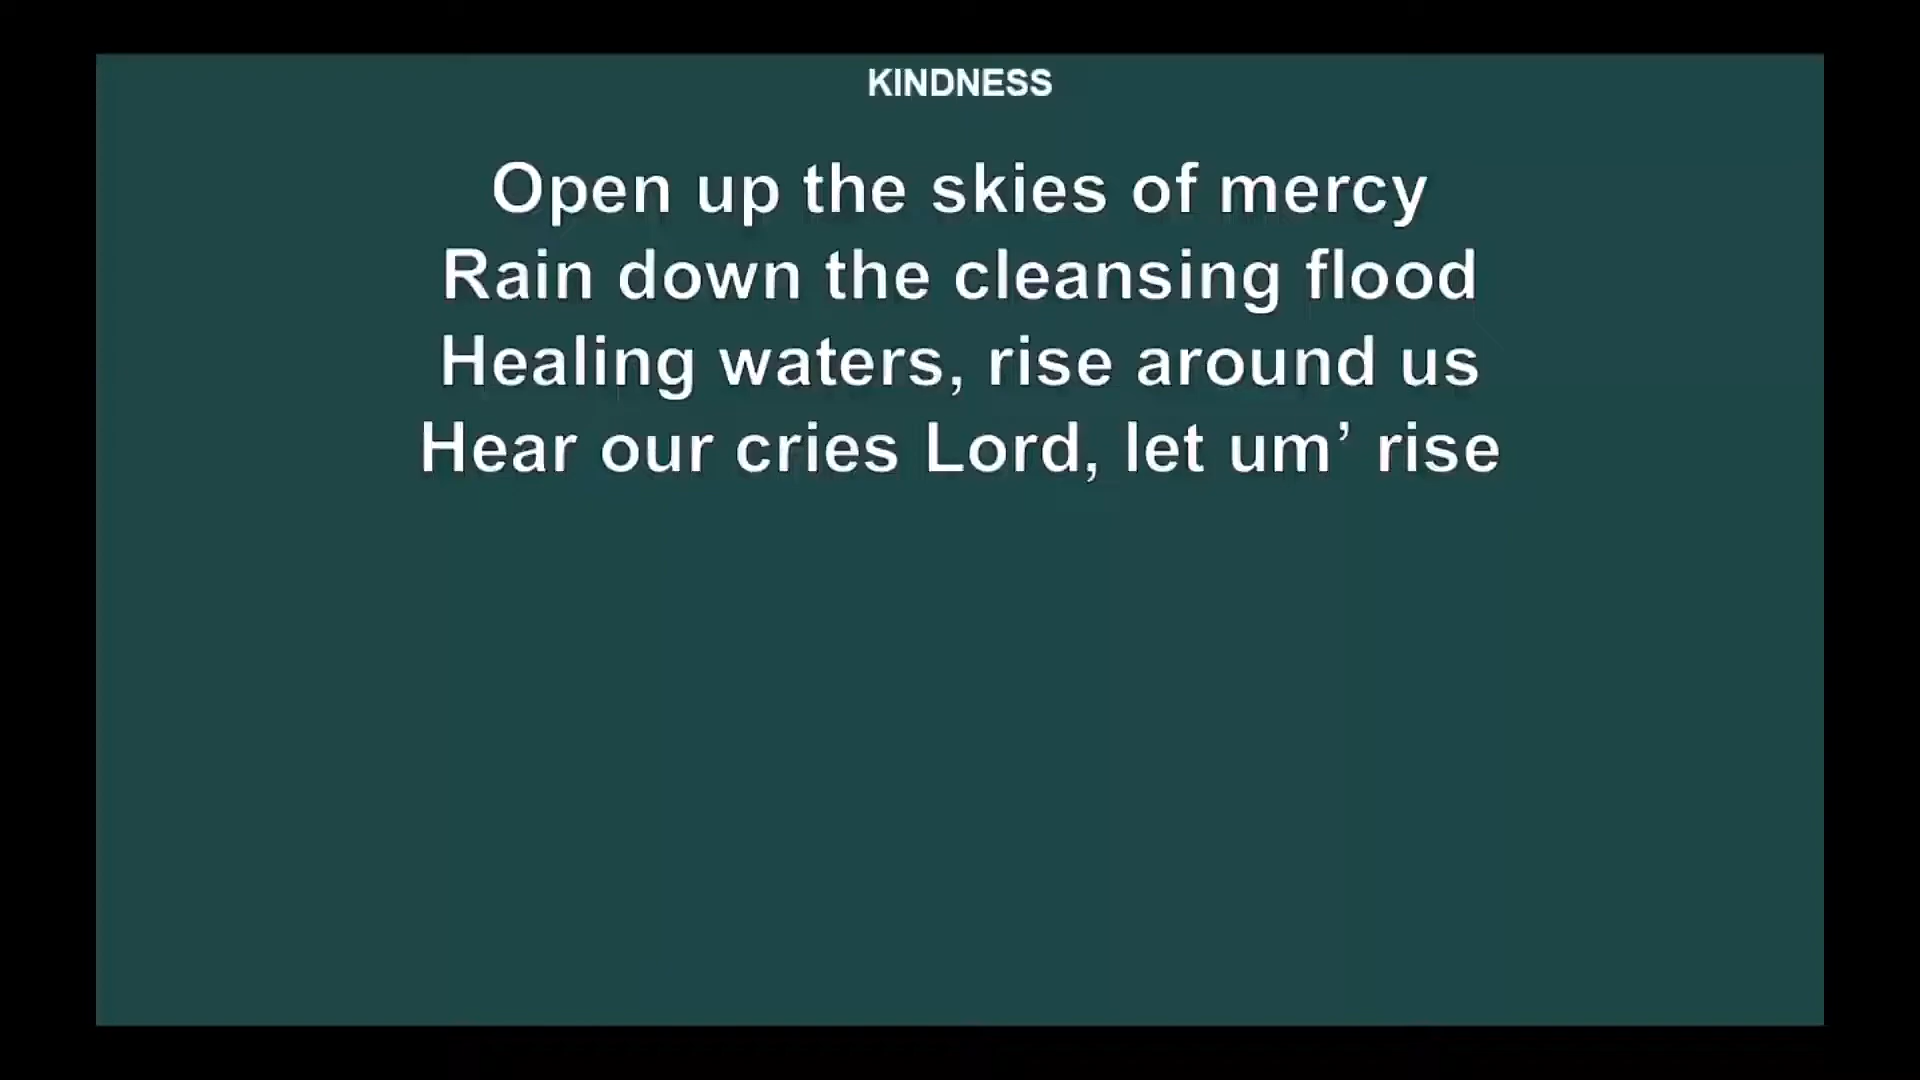 KINDNESS
Open up the skies of mercy
Rain down the cleansing flood
Healing waters, rise around us
Hear our cries Lord, let um’ rise